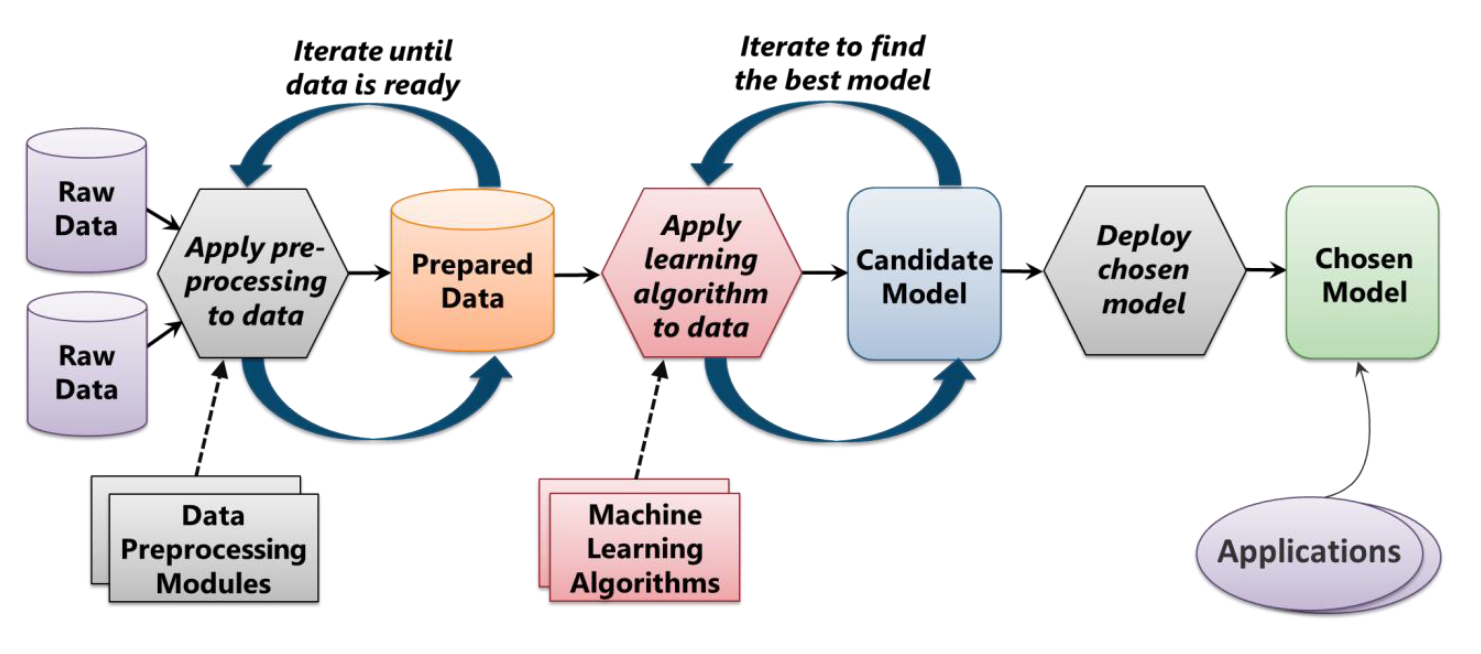 Iterate until
data is ready
Iterate to find
the best model
Raw
Data
Raw
Data
Apply pre-
processing
to data
Prepared
Data
Apply
learning
algorithm
to data
Candidate
Model
Deploy
chosen
model
Chosen
Model
Data
Preprocessing
Modules
Machine
Learning
Algorithms
Applications